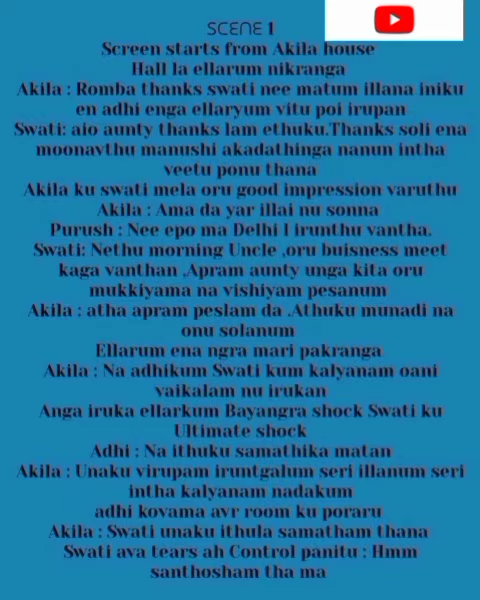 SCENE 1
Screen starts from Akila house
Hall la ellarum nikranga
Akila : Romba thanks swati nee matum illana iniku
en adhi enga ellaryum vitu poi irupan
Swati: aio aunty thanks lam ethuku.Thanks soli ena
moonavthu manushi akadathinga nanun intha
veetu ponu thana
Akila ku swati mela oru good impression varuthu
Akila : Ama da yar illai nu sonna
Purush : Nee epo ma Delhi l irunthu vantha.
Swati: Nethu morning Uncle ,oru buisness meet
kaga vanthan ,Apram aunty unga kita oru
mukkiyama na vishiyam pesanum
Akila : atha apram peslam da .Athuku munadi na
onu solanum
Ellarum ena ngra mari pakranga
Akila : Na adhikum Swati kum kalyanam oani
vaikalam nu irukan
Anga iruka ellarkum Bayangra shock Swati ku
Ultimate shock
Adhi : Na ithuku samathika matan
Akila : Unaku virupam iruntgalum seri illanum seri
intha kalyanam nadakum
adhi kovama avr room ku poraru
Akila : Swati unaku ithula samatham thana
Swati ava tears ah Control panitu : Hmm
santhosham tha ma